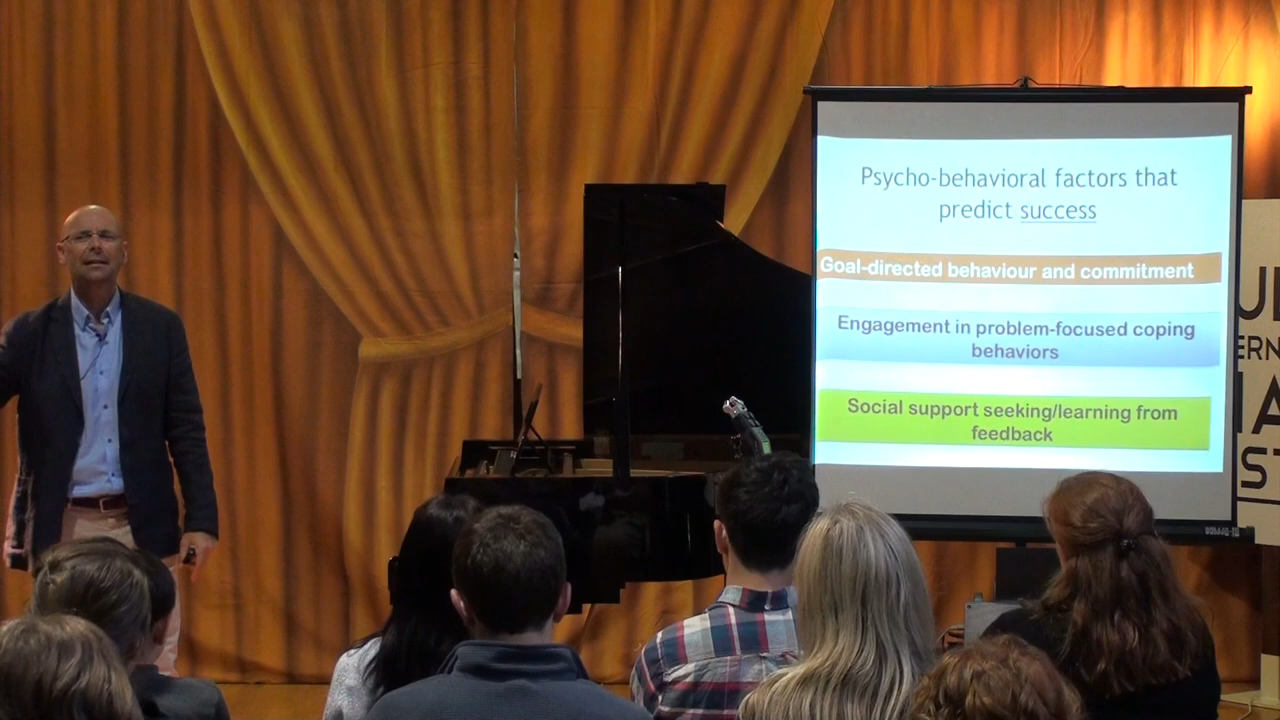 Psycho-behavioral factors that
predict success
Goal-directed behaviour and commitment
Engagement in problem-focused coping
behaviors
Social support seeking/learning from
feedback